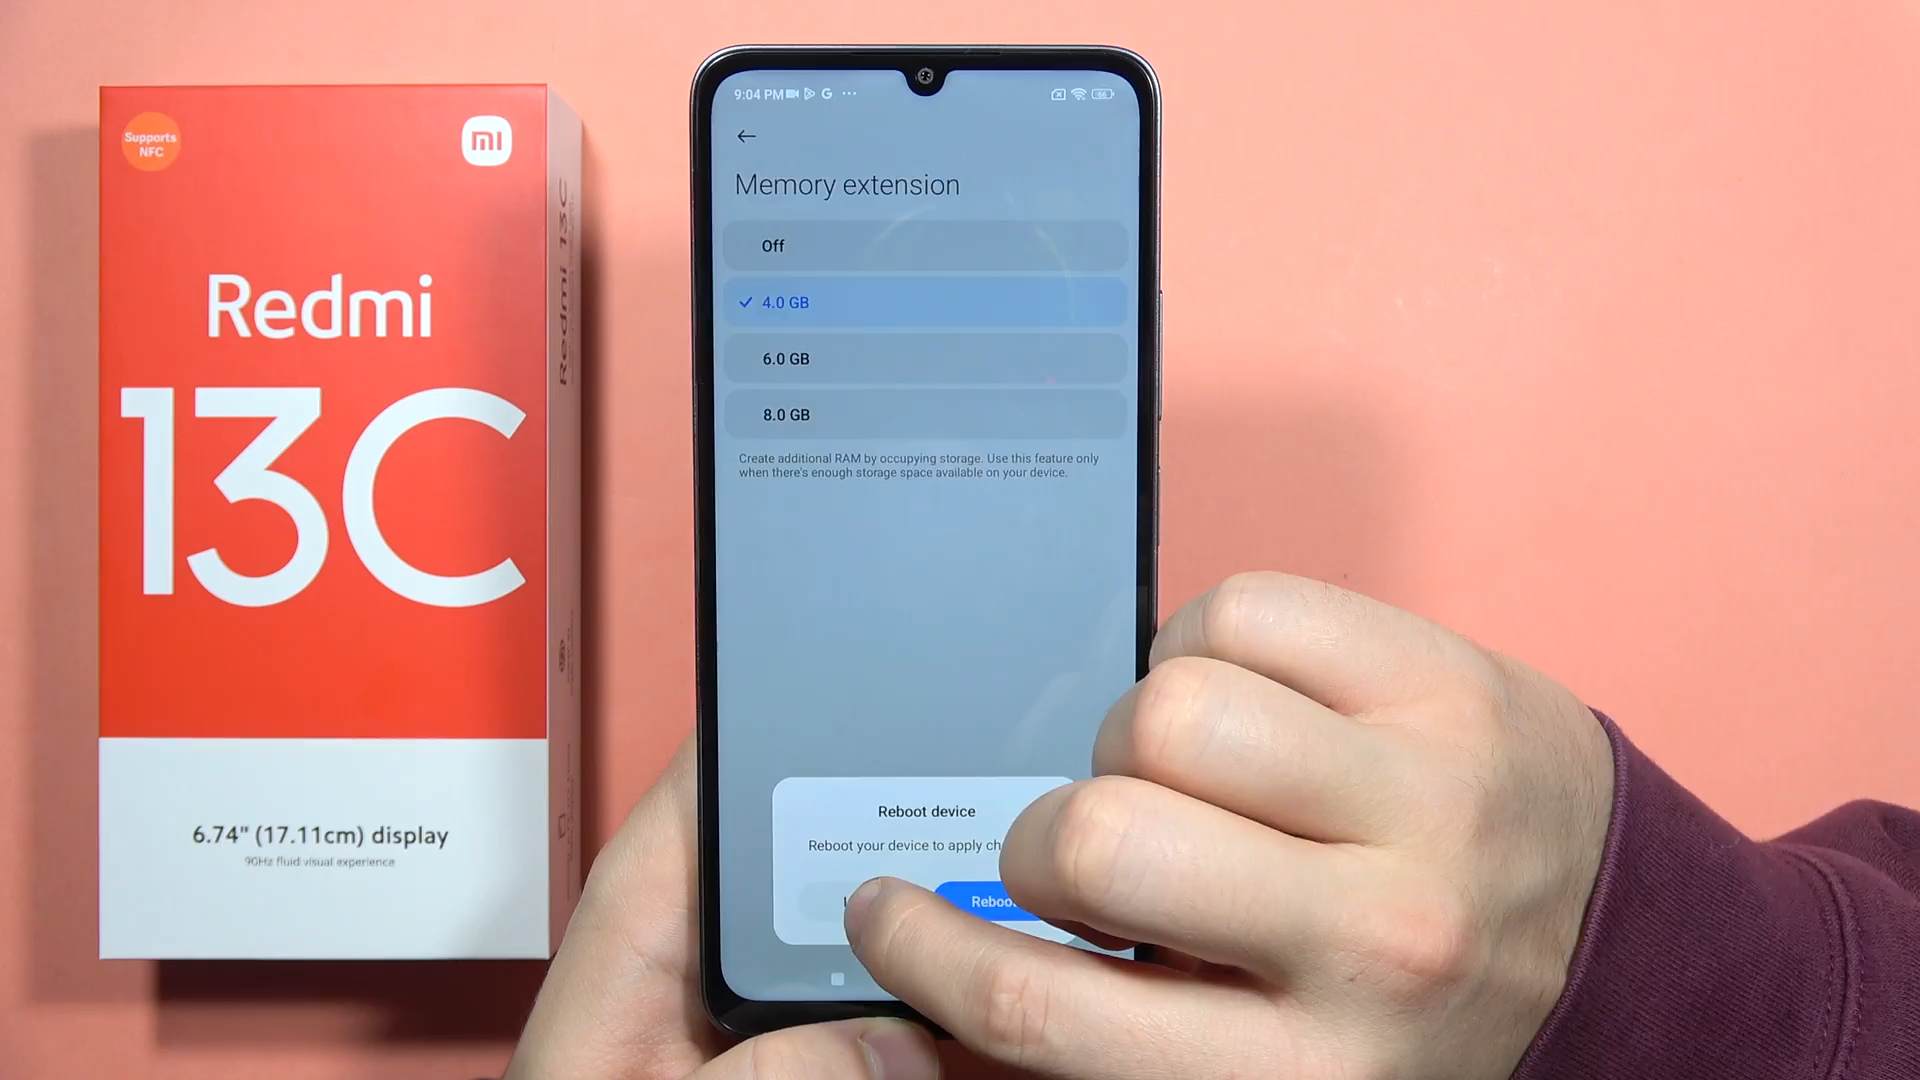 Supports
NFC
Redmi
13C
6.74" (17.11cm) display
90Hz fluid visual experience
Redmi 13C
9:04 PM
Memory extension
Off
4.0 GB
6.0 GB
8.0 GB
Create additional RAM by occupying storage. Use this feature only
when there's enough storage space available on your device.
Reboot device
Reboot your device to apply